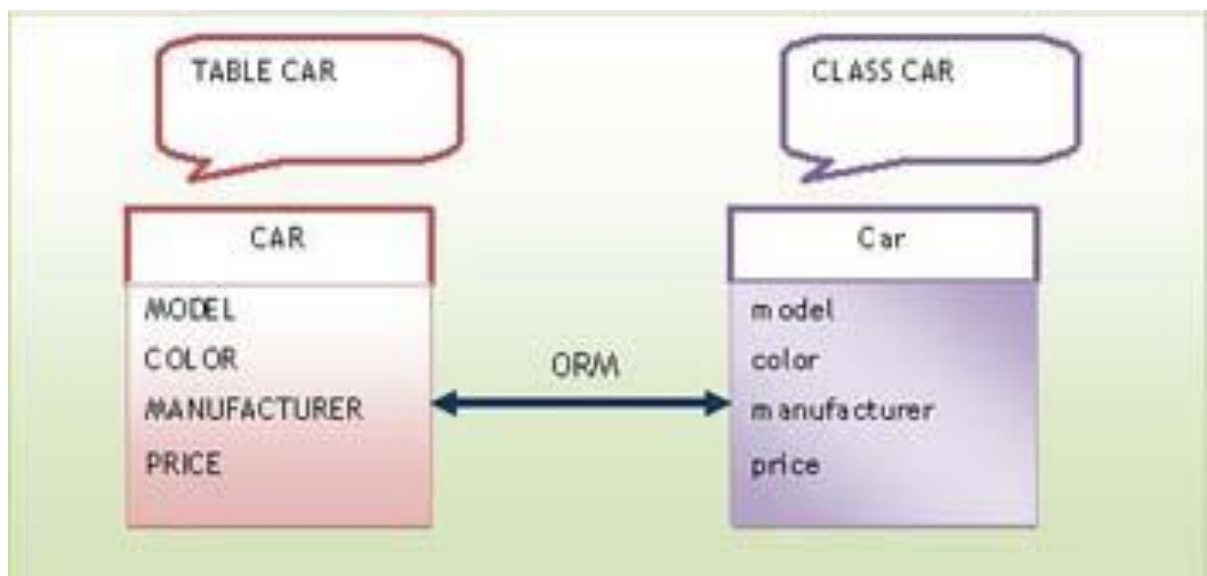 TABLE CAR
CLASS CAR
CAR
MODEL
COLOR
MANUFACTURER
PRICE
ORM
Car
model
color
manufacturer
price